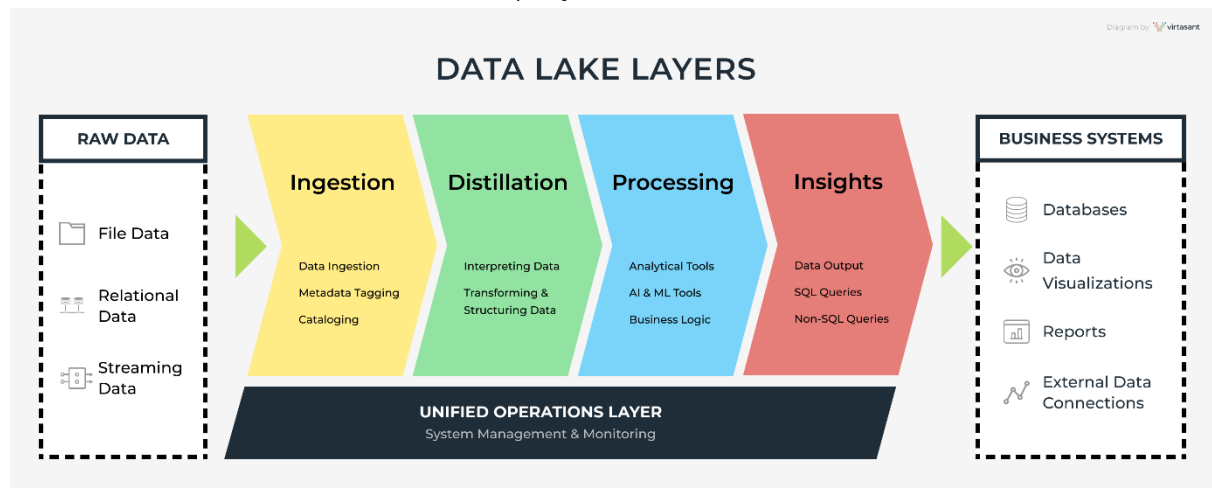 Diagram by virtasant
DATA LAKE LAYERS
RAW DATA
File Data
Relational
Data
Streaming
Data
Ingestion
Data Ingestion
Metadata Tagging
Cataloging
Distillation
Interpreting Data
Transforming &
Structuring Data
Processing
Analytical Tools
AI & ML Tools
Business Logic
Insights
Data Output
SQL Queries
Non-SQL Queries
UNIFIED OPERATIONS LAYER
System Management & Monitoring
BUSINESS SYSTEMS
Databases
Data
Visualizations
Reports
External Data
Connections